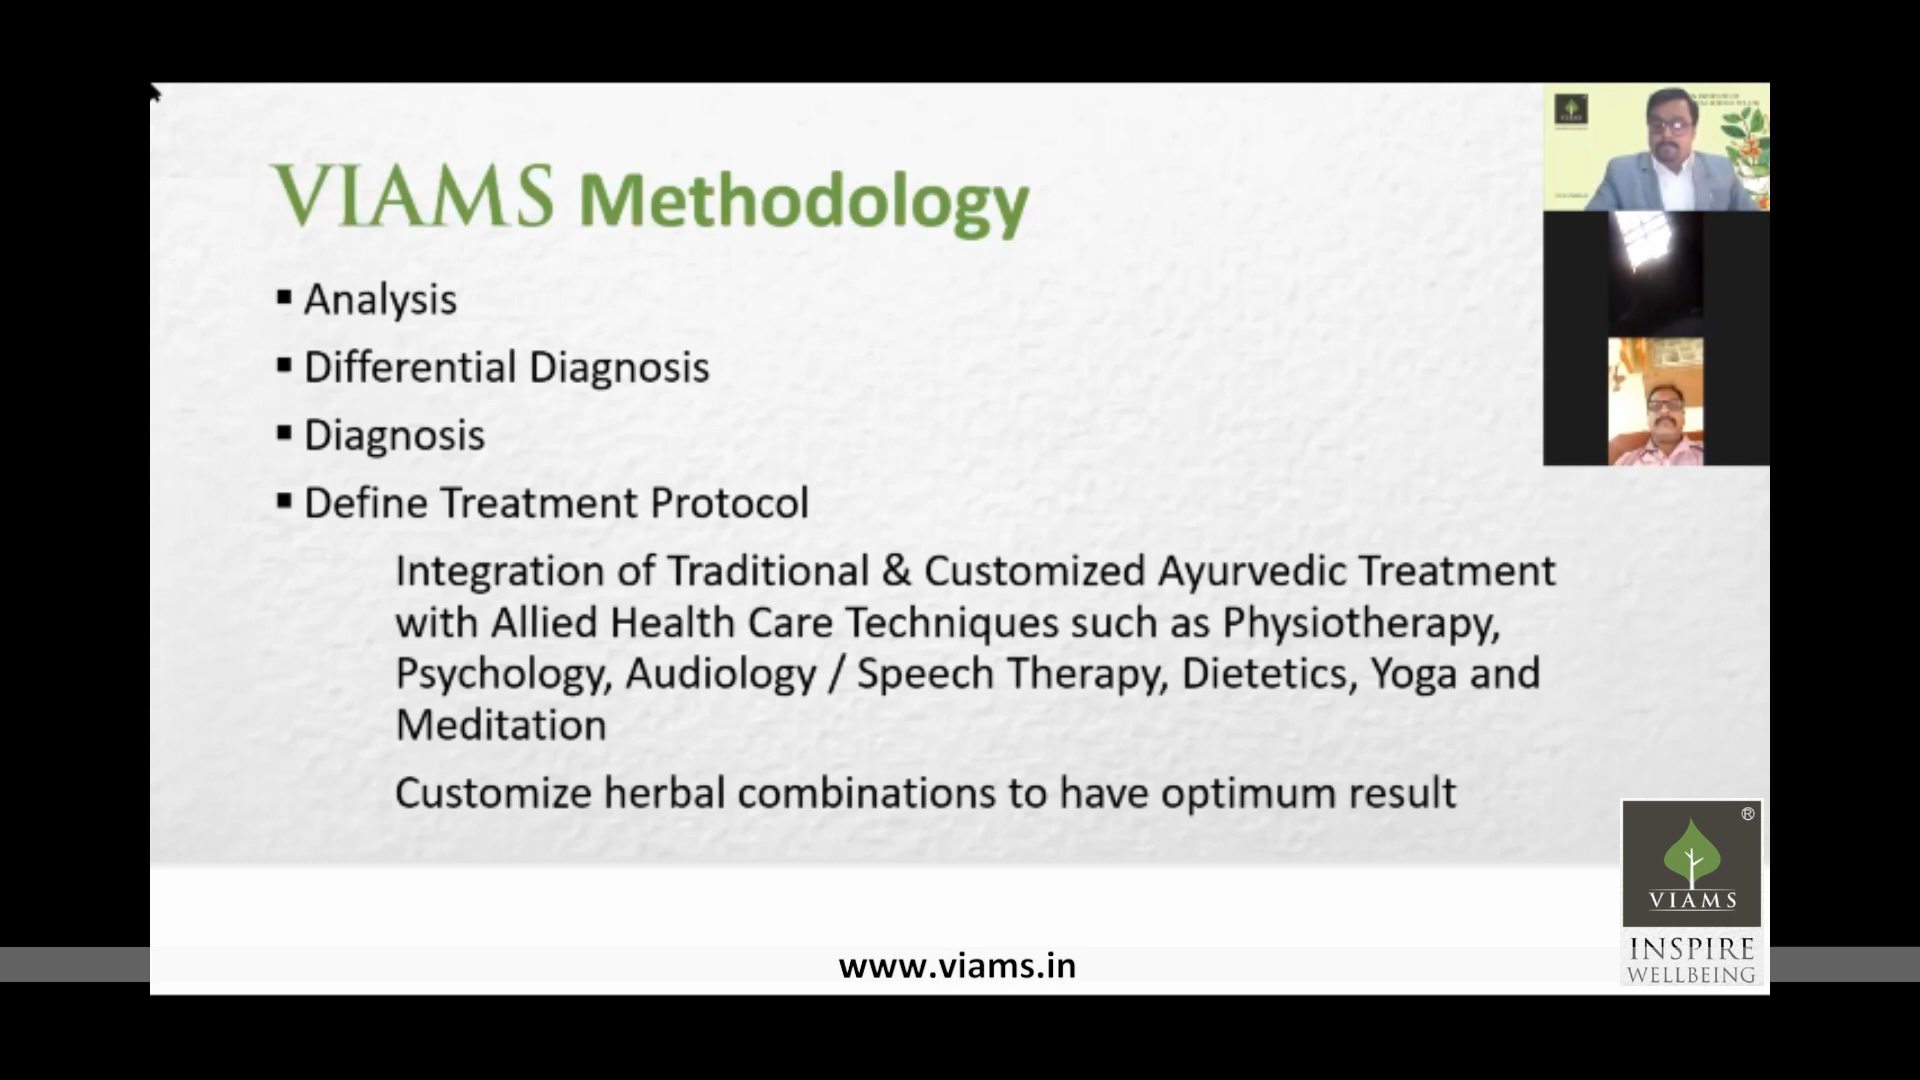 VIAMS Methodology
▪ Analysis
▪ Differential Diagnosis
▪ Diagnosis
▪ Define Treatment Protocol
Integration of Traditional & Customized Ayurvedic Treatment
with Allied Health Care Techniques such as Physiotherapy,
Psychology, Audiology / Speech Therapy, Dietetics, Yoga and
Meditation
Customize herbal combinations to have optimum result
®
VIAMS
INSPIRE
WELLBEING
www.viams.in